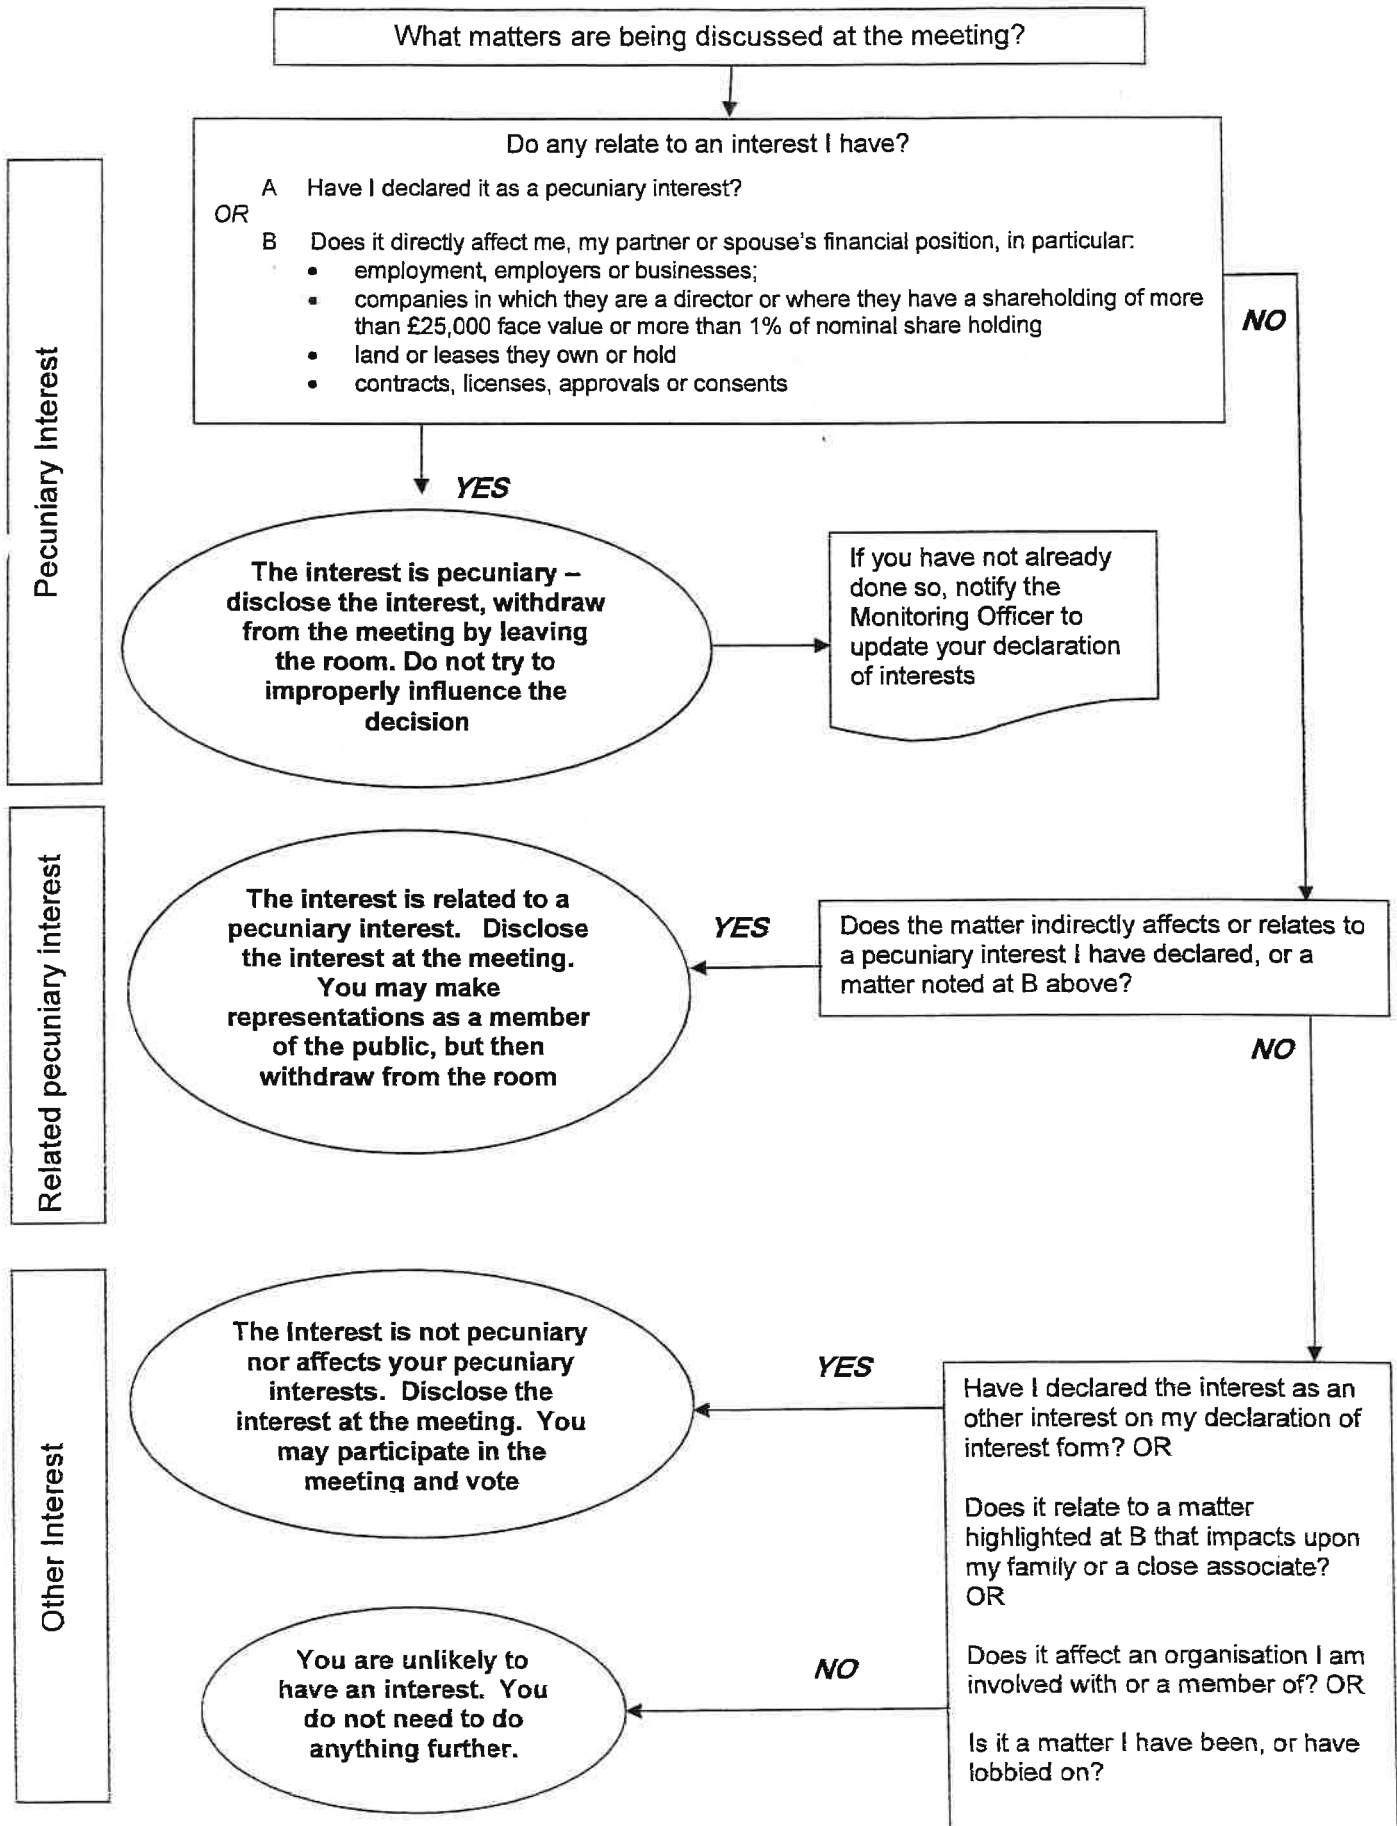 What matters are being discussed at the meeting?
Do any relate to an interest I have?
A Have I declared it as a pecuniary interest?
OR
B Does it directly affect me, my partner or spouse's financial position, in particular:
• employment, employers or businesses;
• companies in which they are a director or where they have a shareholding of more
than £25,000 face value or more than 1% of nominal share holding
• land or leases they own or hold
• contracts, licenses, approvals or consents
NO
Pecuniary Interest
YES
The interest is pecuniary –
disclose the interest, withdraw
from the meeting by leaving
the room. Do not try to
improperly influence the
decision
If you have not already
done so, notify the
Monitoring Officer to
update your declaration
of interests
Related pecuniary interest
The interest is related to a
pecuniary interest. Disclose
the interest at the meeting.
You may make
representations as a member
of the public, but then
withdraw from the room
YES
Does the matter indirectly affects or relates to
a pecuniary interest I have declared, or a
matter noted at B above?
NO
Other Interest
The Interest is not pecuniary
nor affects your pecuniary
interests. Disclose the
interest at the meeting. You
may participate in the
meeting and vote
YES
Have I declared the interest as an
other interest on my declaration of
interest form? OR
Does it relate to a matter
highlighted at B that impacts upon
my family or a close associate?
OR
Does it affect an organisation I am
involved with or a member of? OR
Is it a matter I have been, or have
lobbied on?
NO
You are unlikely to
have an interest. You
do not need to do
anything further.